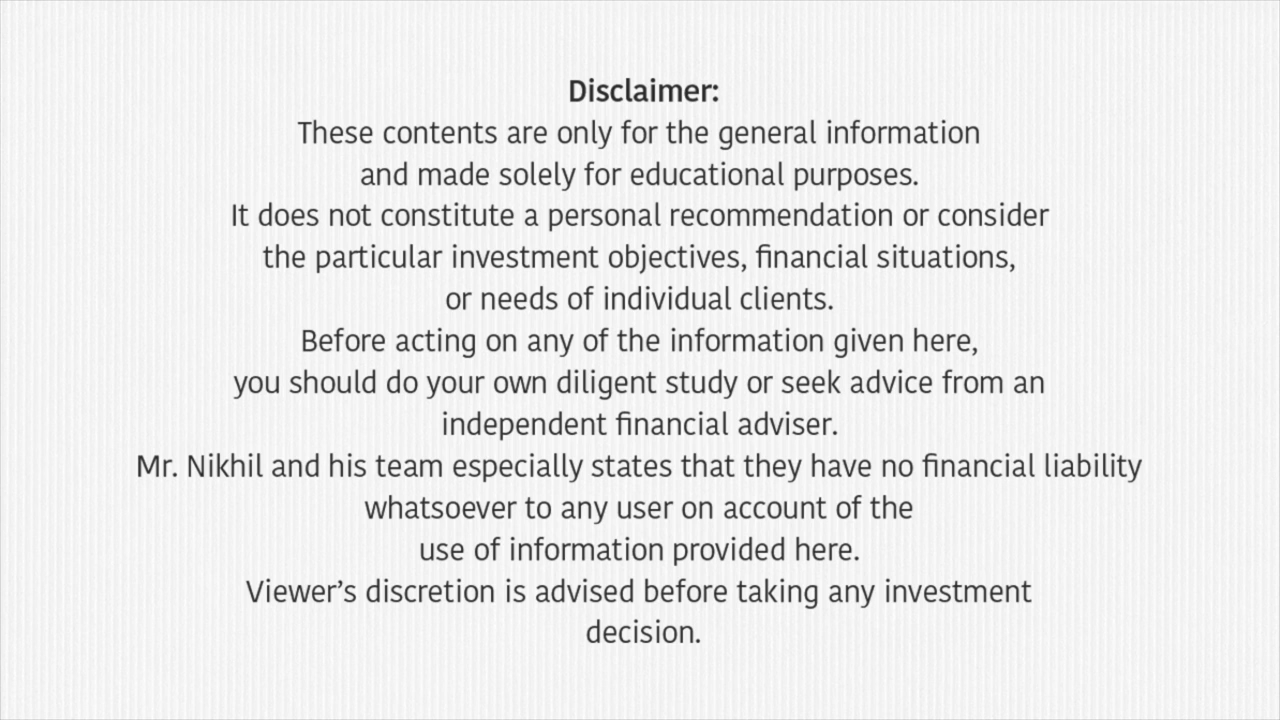 Disclaimer:
These contents are only for the general information
and made solely for educational purposes.
It does not constitute a personal recommendation or consider
the particular investment objectives, financial situations,
or needs of individual clients.
Before acting on any of the information given here,
you should do your own diligent study or seek advice from an
independent financial adviser.
Mr. Nikhil and his team especially states that they have no financial liability
whatsoever to any user on account of the
use of information provided here.
Viewer’s discretion is advised before taking any investment
decision.